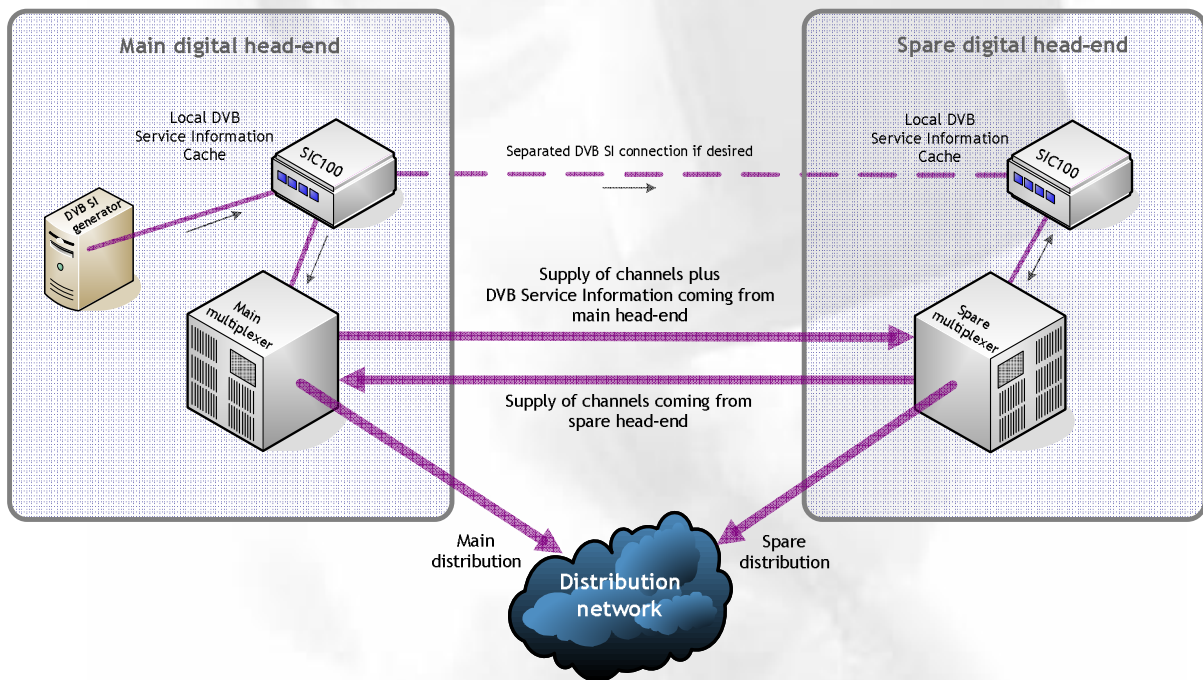 Main digital head-end
Spare digital head-end
Local DVB
Service Information
Cache
SIC100
Separated DVB SI connection if desired
Local DVB
Service Information
Cache
SIC100
DVB SI
generator
Supply of channels plus
DVB Service Information coming from
main head-end
Main
multiplexer
Spare
multiplexer
Supply of channels coming from
spare head-end
Main
distribution
Spare
distribution
Distribution
network